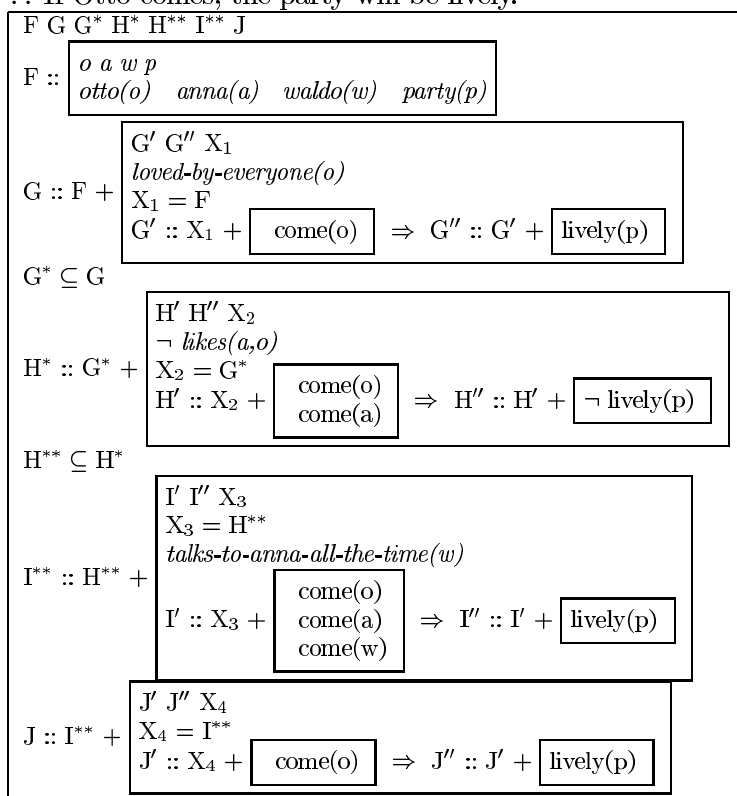 ∴ If Otto comes, the party will be lively.
F G G* H* H** I** J
F ::
o a w p
otto(o) anna(a) waldo(w) party(p)
G :: F +
G′ G″ X₁
loved-by-everyone(o)
X₁ = F
G′ :: X₁ + come(o) ⇒ G″ :: G′ + lively(p)
G* ⊆ G
H* :: G* +
H′ H″ X₂
¬ likes(a,o)
X₂ = G*
H′ :: X₂ + come(o) come(a) ⇒ H″ :: H′ + ¬ lively(p)
H** ⊆ H*
I** :: H** +
I′ I″ X₃
X₃ = H**
talks-to-anna-all-the-time(w)
I′ :: X₃ + come(o) come(a) come(w) ⇒ I″ :: I′ + lively(p)
J :: I** +
J′ J″ X₄
X₄ = I**
J′ :: X₄ + come(o) ⇒ J″ :: J′ + lively(p)